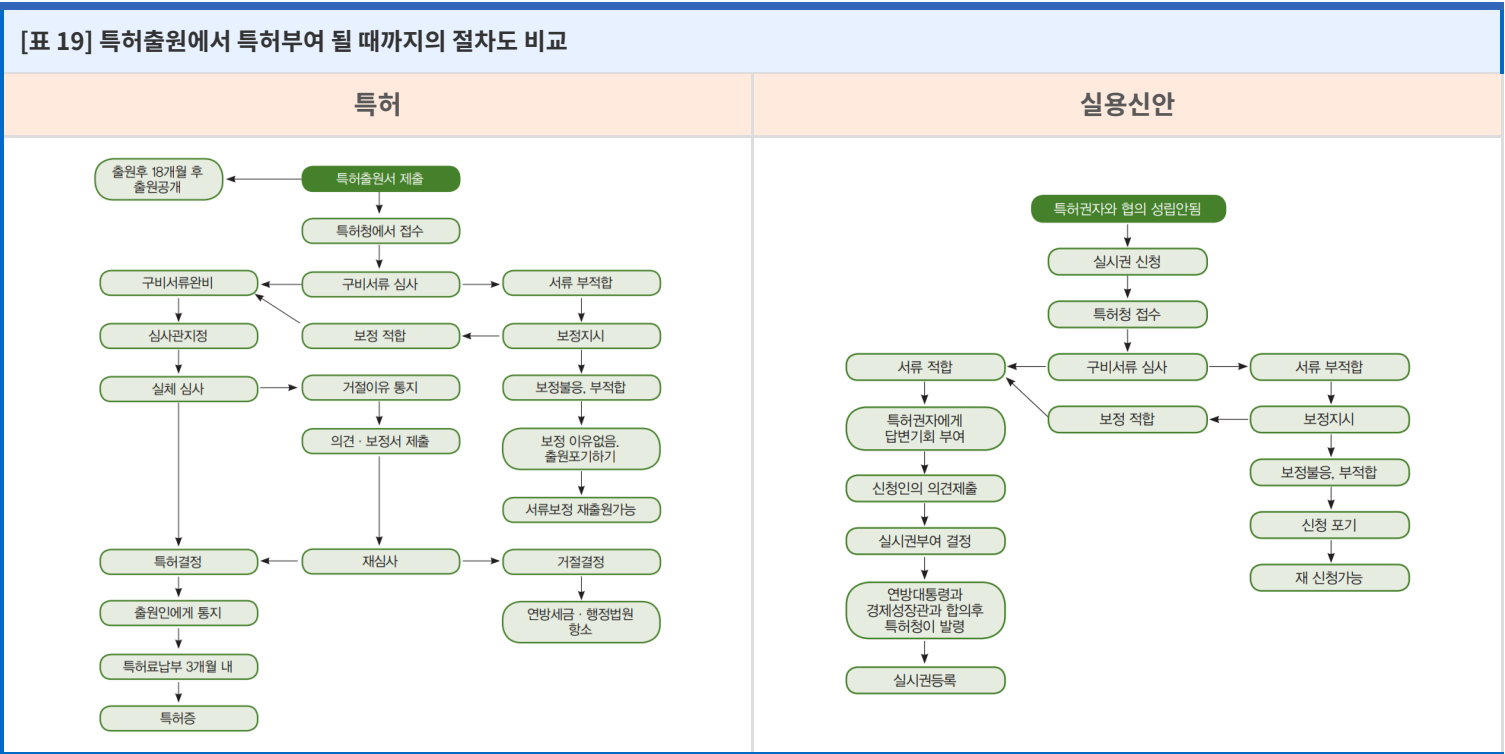 [표 19] 특허출원에서 특허부여 될 때까지의 절차도 비교
특허
실용신안
출원후 18개월 후
출원공개
특허출원서 제출
특허청에서 접수
구비서류완비
구비서류 심사
서류 부적합
심사관지정
보정 적합
보정지시
실체 심사
거절이유 통지
보정불응, 부적합
의견 · 보정서 제출
보정 이유없음.
출원포기하기
서류보정 재출원가능
특허결정
재심사
거절결정
출원인에게 통지
연방세금 · 행정법원
항소
특허료납부 3개월 내
특허증
특허권자와 협의 성립안됨
실시권 신청
특허청 접수
서류 적합
구비서류 심사
서류 부적합
특허권자에게
답변기회 부여
보정 적합
보정지시
신청인의 의견제출
보정불응, 부적합
실시권부여 결정
신청 포기
연방대통령과
경제성장관과 합의후
특허청이 발령
재 신청가능
실시권등록